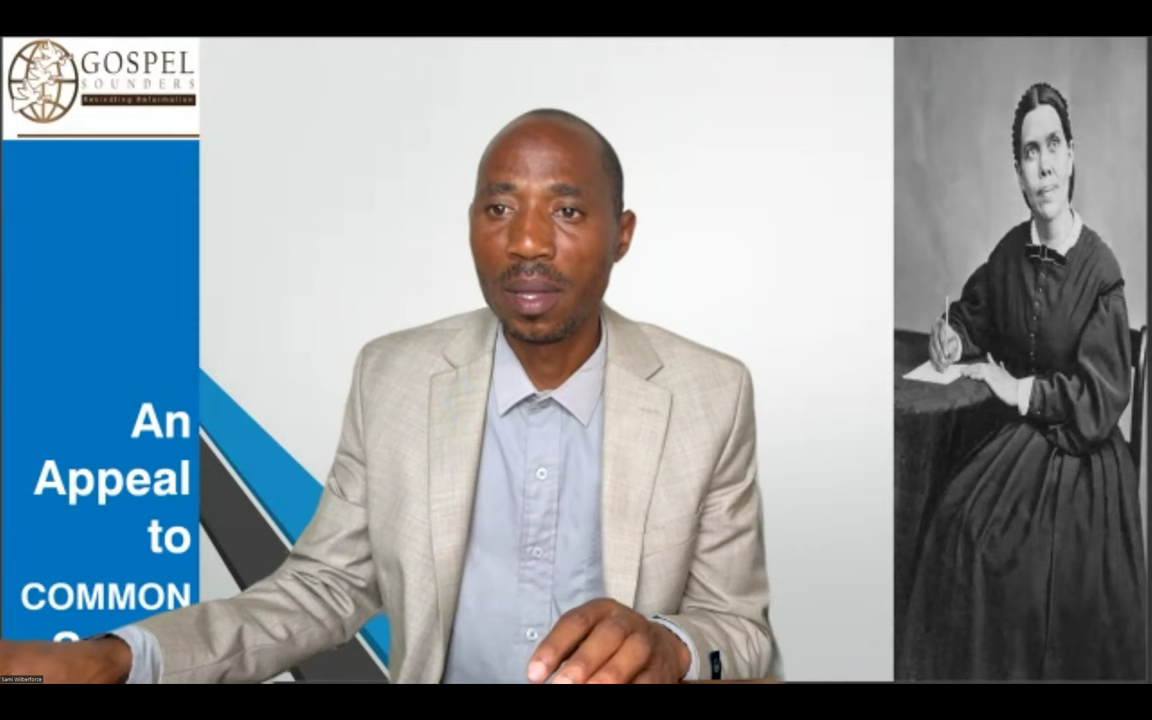 GOSPEL
SOUNDERS
Rekindling Reformation
An
Appeal
to
COMMON
Sami Wilberforce